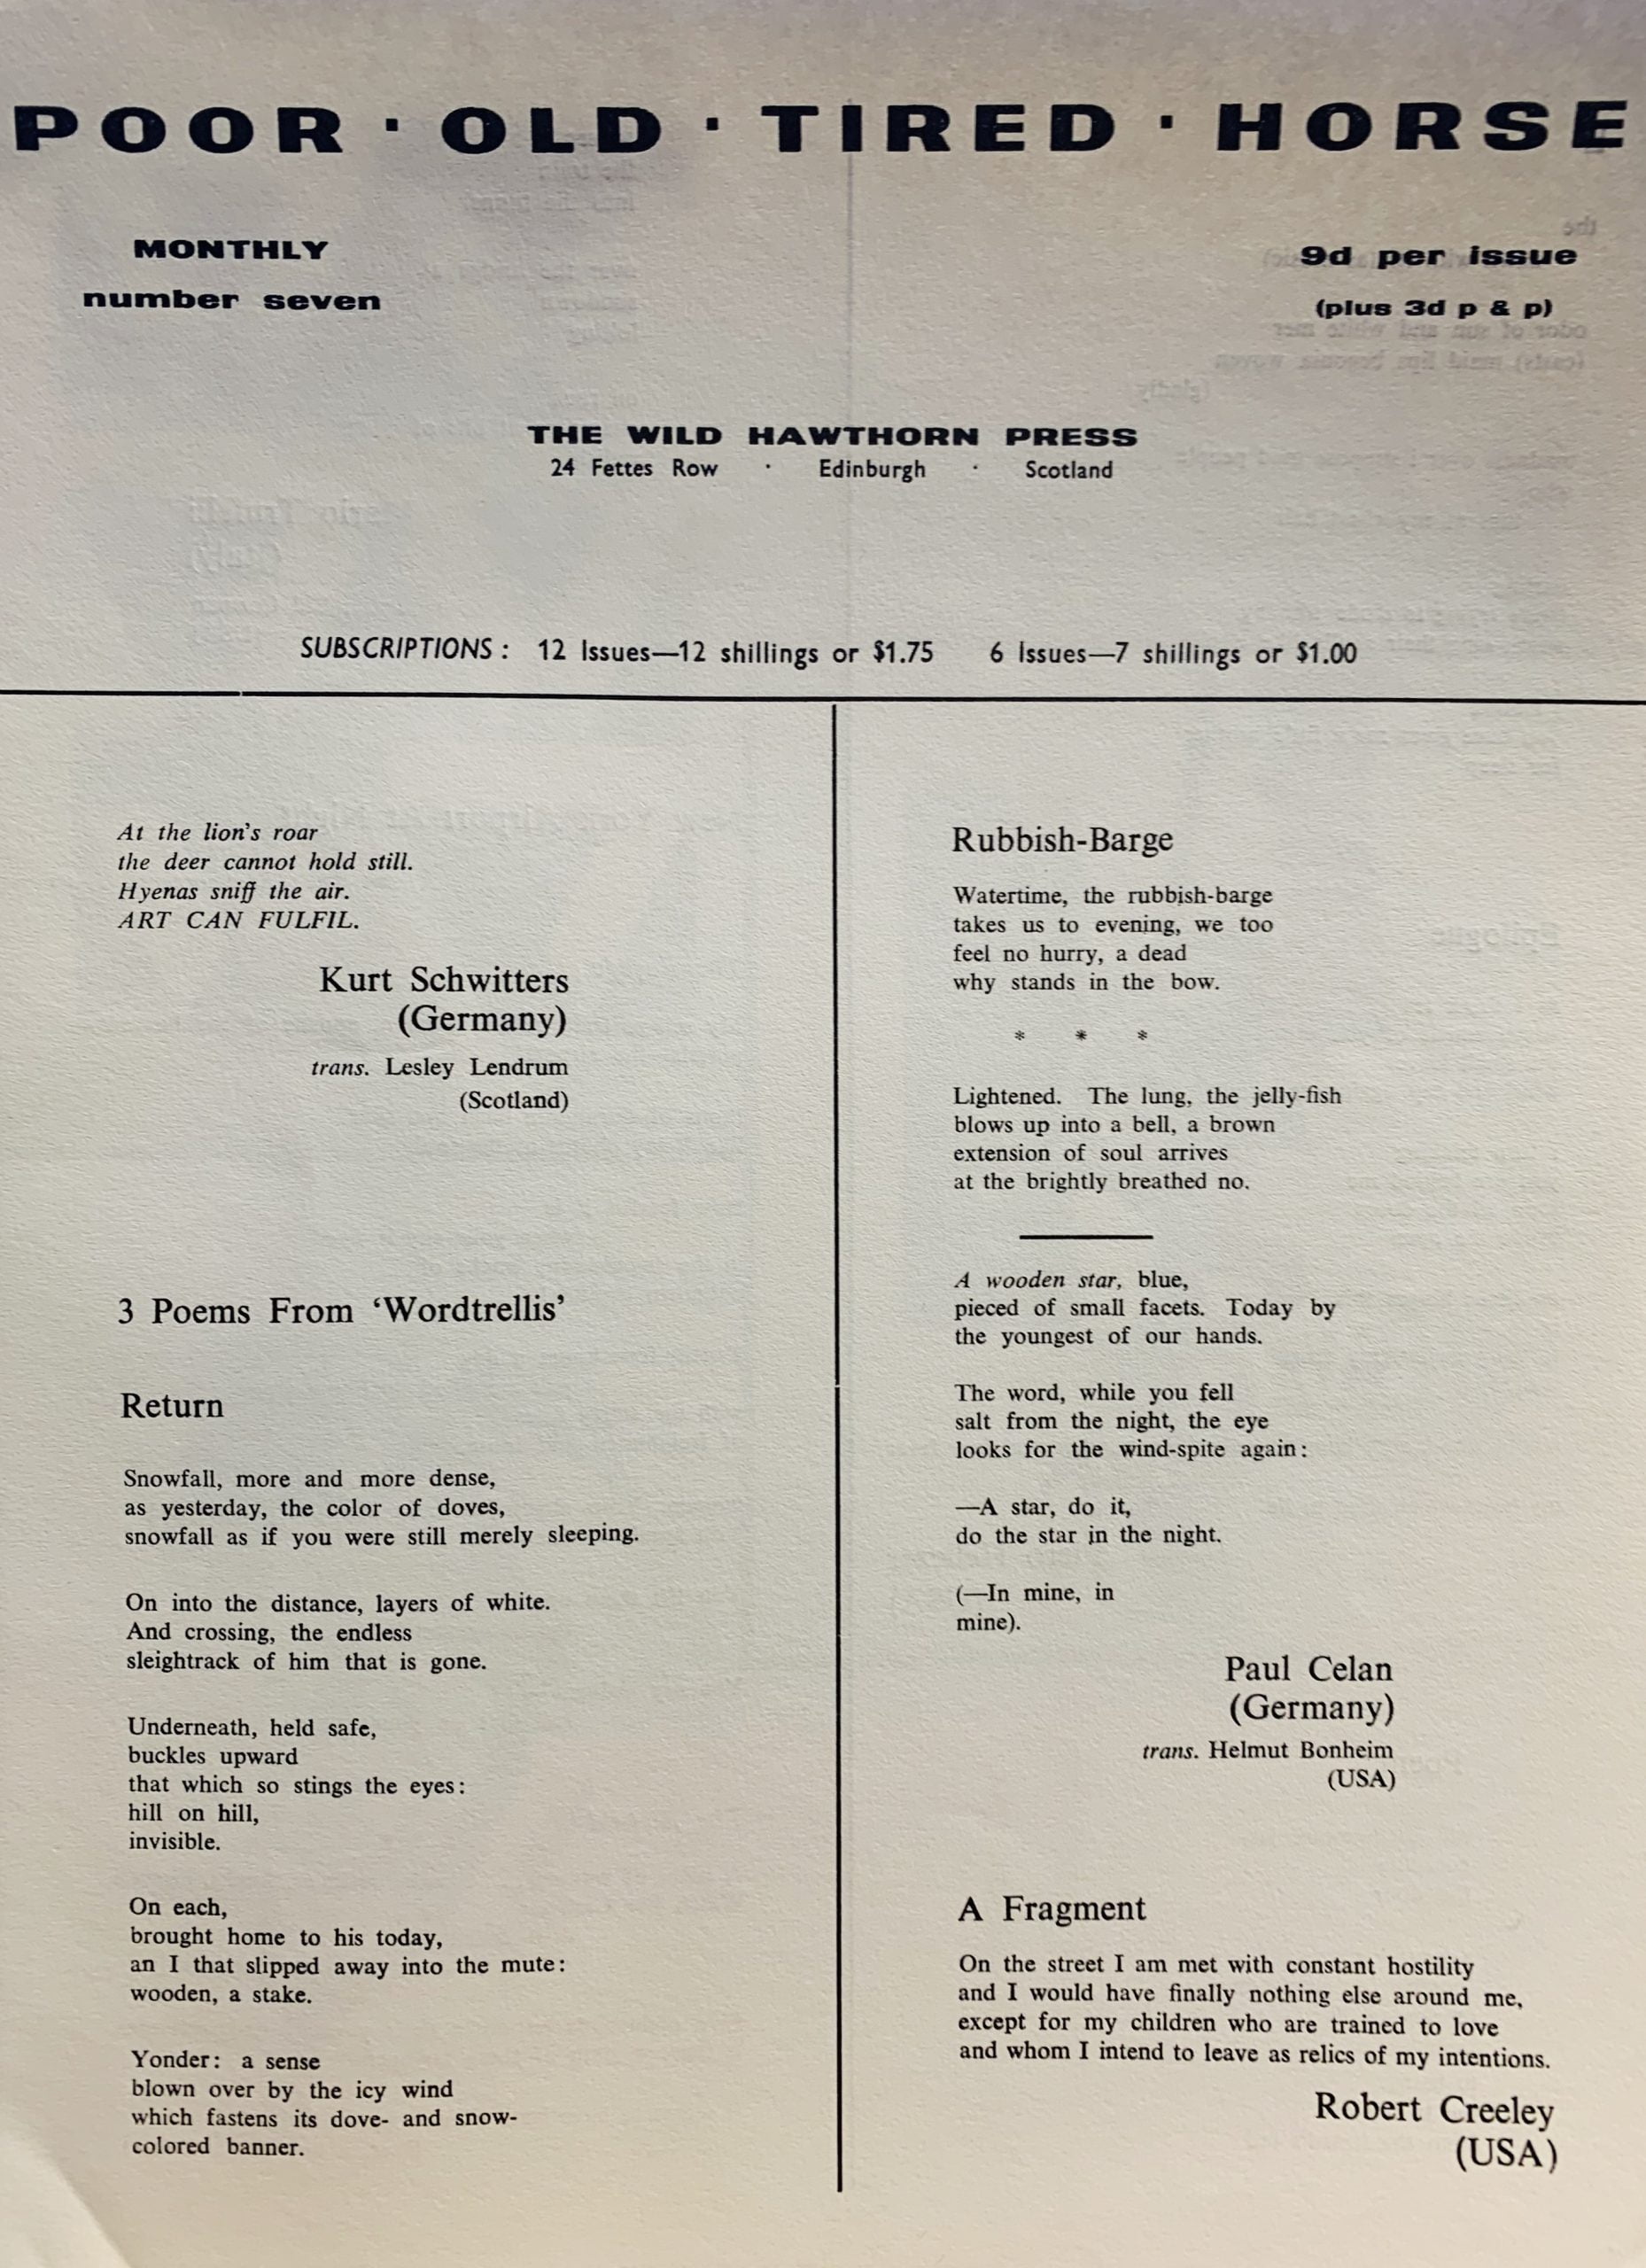 POOR · OLD · TIRED · HORSE
MONTHLY
number seven
9d per issue
(plus 3d p & p)
THE WILD HAWTHORN PRESS
24 Fettes Row · Edinburgh · Scotland
SUBSCRIPTIONS : 12 Issues—12 shillings or $1.75 6 Issues—7 shillings or $1.00
At the lion's roar
the deer cannot hold still.
Hyenas sniff the air.
ART CAN FULFIL.
Kurt Schwitters
(Germany)
trans. Lesley Lendrum
(Scotland)
3 Poems From ‘Wordtrellis’
Return
Snowfall, more and more dense,
as yesterday, the color of doves,
snowfall as if you were still merely sleeping.
On into the distance, layers of white.
And crossing, the endless
sleightrack of him that is gone.
Underneath, held safe,
buckles upward
that which so stings the eyes:
hill on hill,
invisible.
On each,
brought home to his today,
an I that slipped away into the mute:
wooden, a stake.
Yonder: a sense
blown over by the icy wind
which fastens its dove- and snow-
colored banner.
Rubbish-Barge
Watertime, the rubbish-barge
takes us to evening, we too
feel no hurry, a dead
why stands in the bow.
* * *
Lightened. The lung, the jelly-fish
blows up into a bell, a brown
extension of soul arrives
at the brightly breathed no.
A wooden star, blue,
pieced of small facets. Today by
the youngest of our hands.
The word, while you fell
salt from the night, the eye
looks for the wind-spite again:
—A star, do it,
do the star in the night.
(—In mine, in
mine).
Paul Celan
(Germany)
trans. Helmut Bonheim
(USA)
A Fragment
On the street I am met with constant hostility
and I would have finally nothing else around me,
except for my children who are trained to love
and whom I intend to leave as relics of my intentions.
Robert Creeley
(USA)